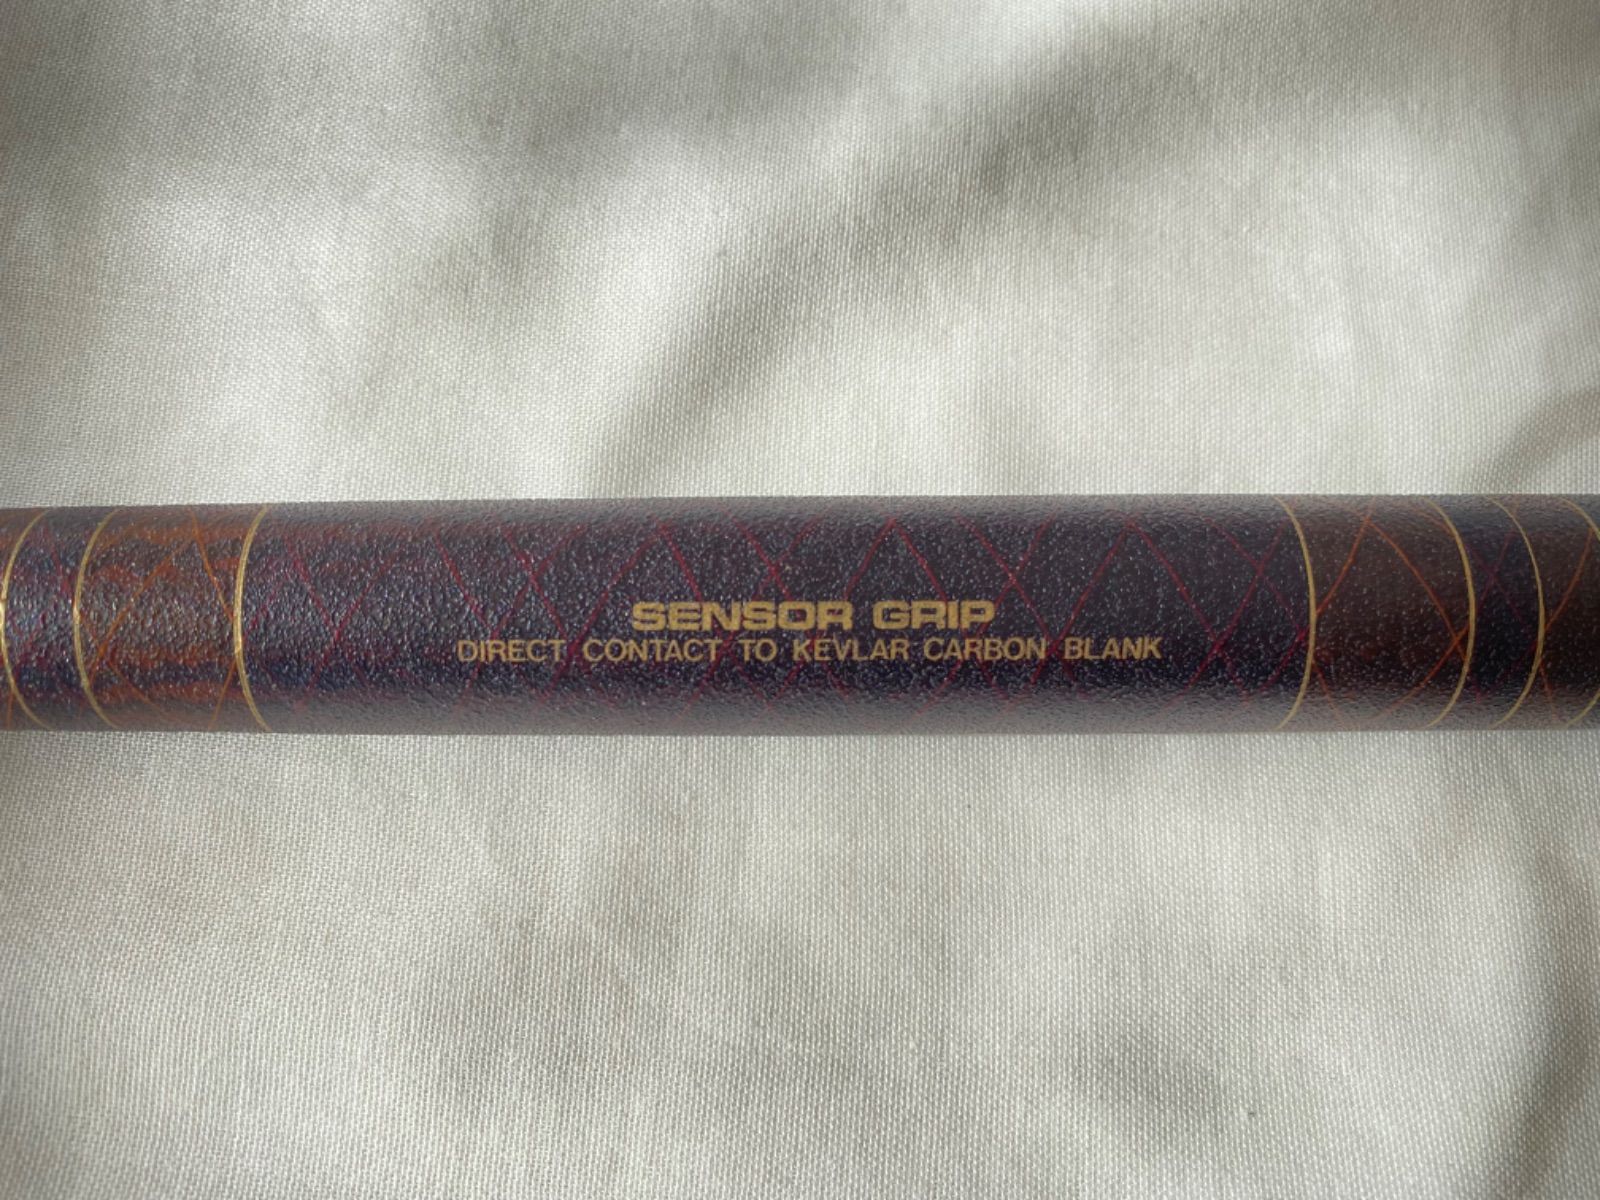 SENSOR GRIP
DIRECT CONTACT TO KEVLAR CARBON BLANK